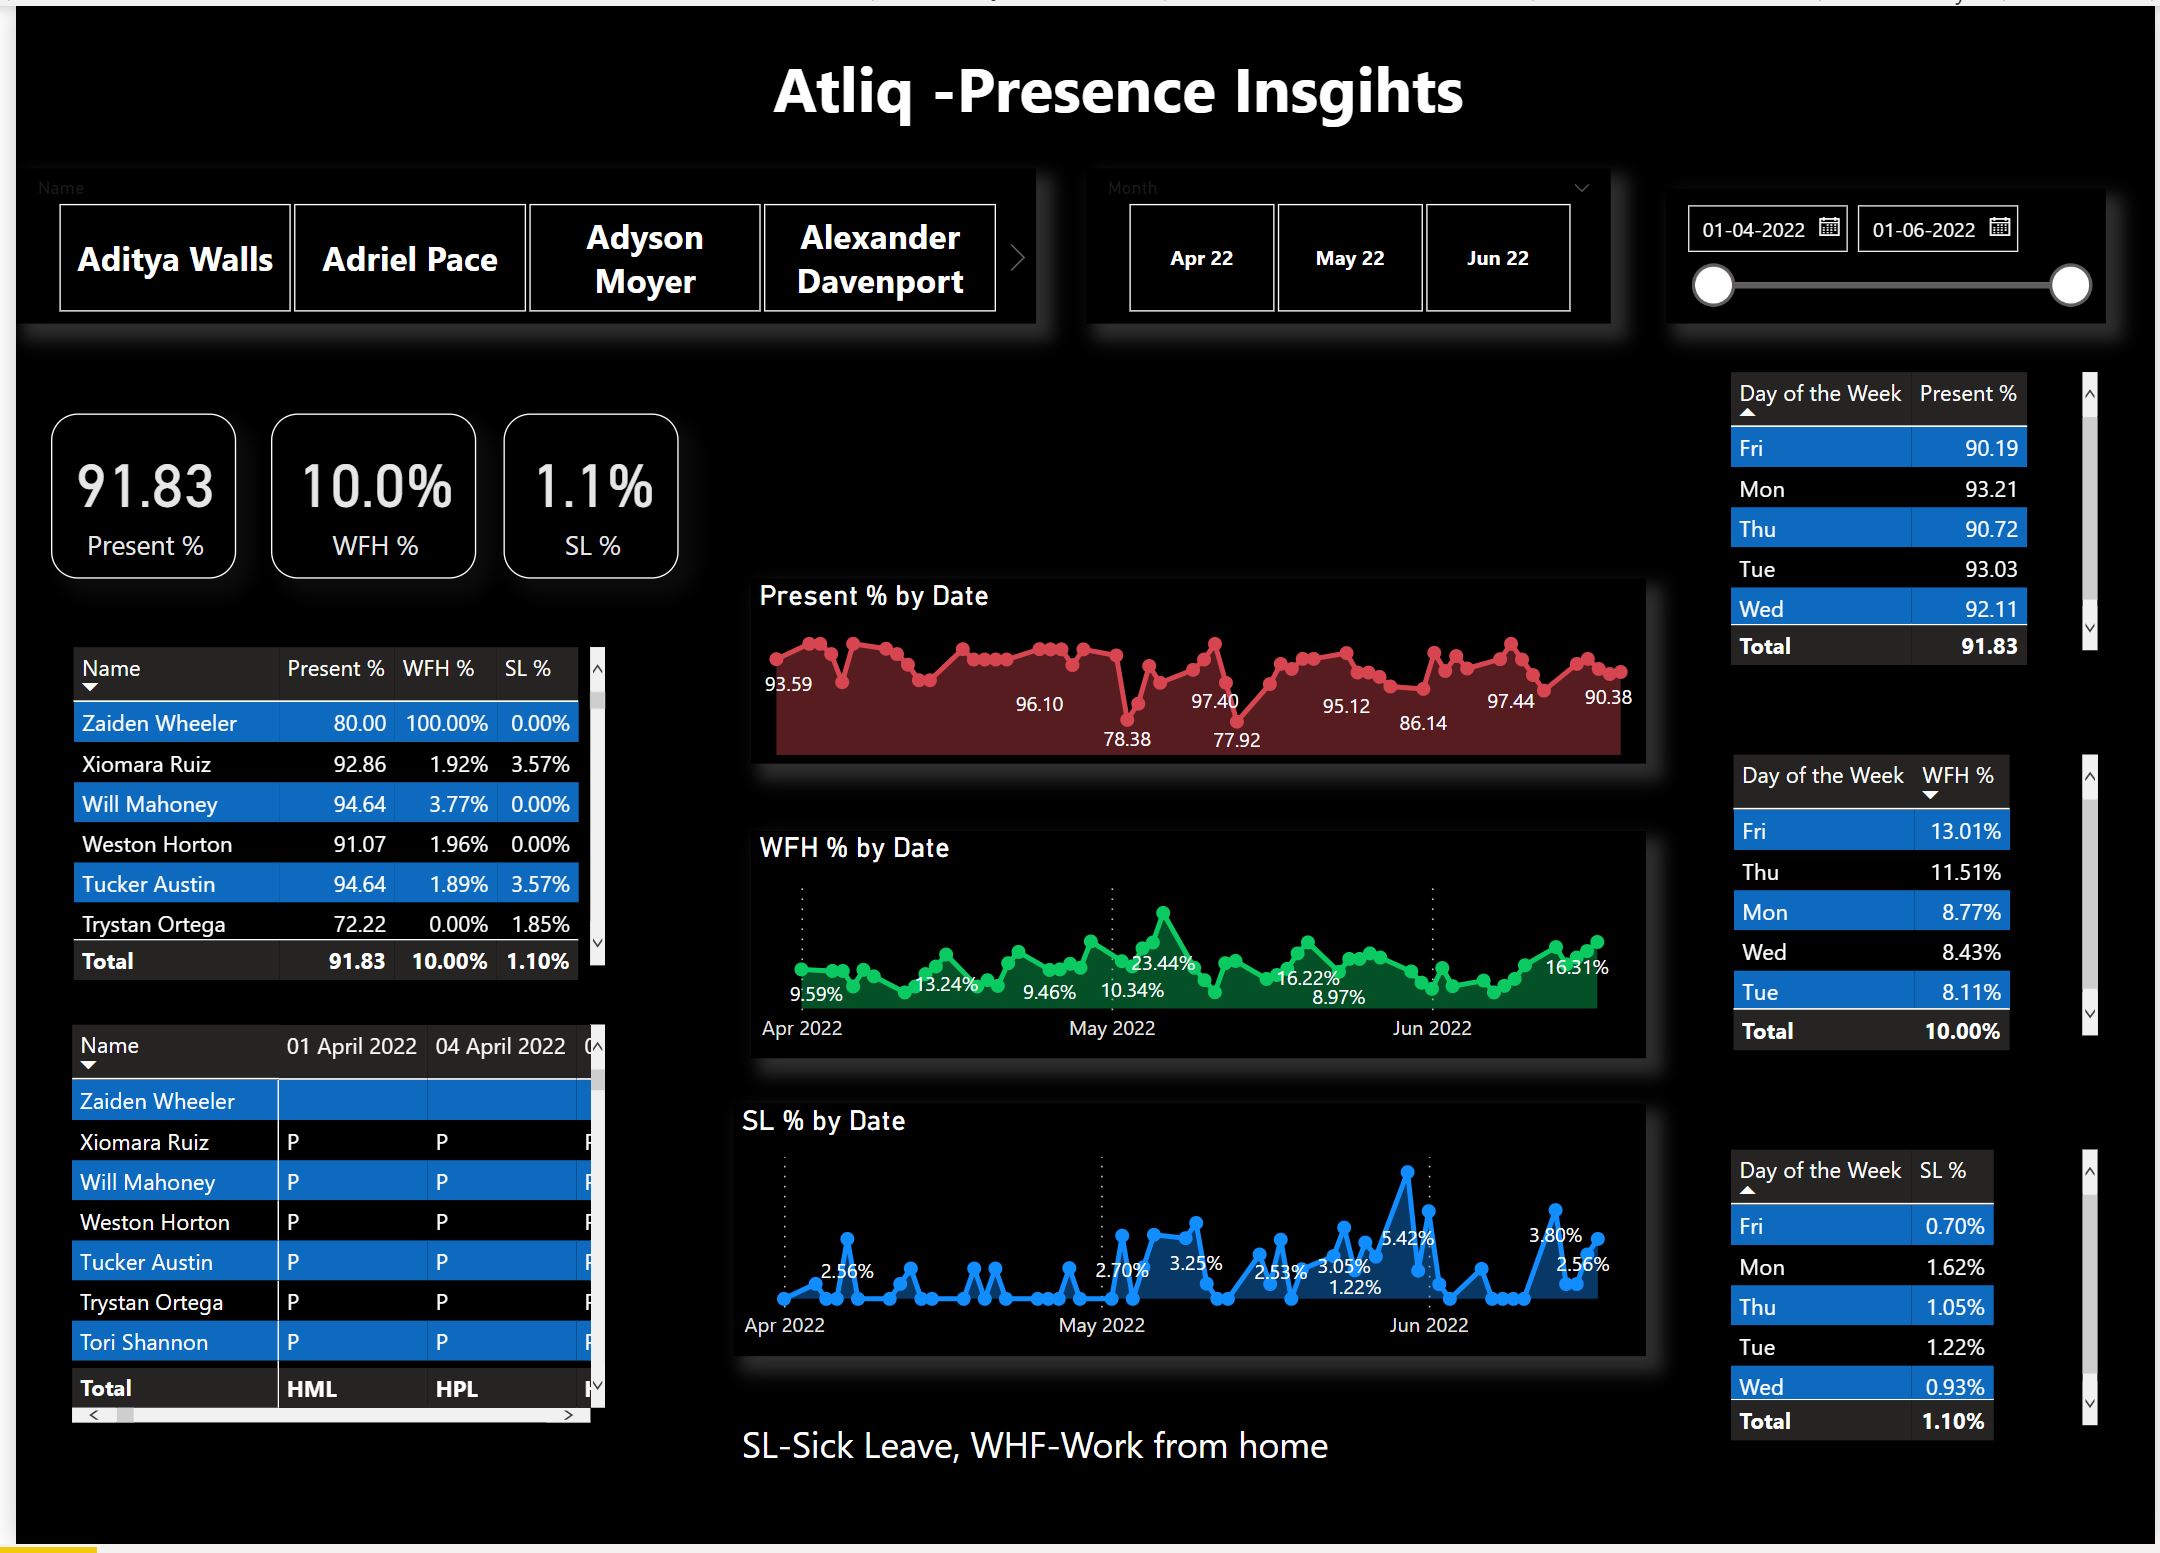 Atliq -Presence Insgihts
Name
Aditya Walls
Adriel Pace
Adyson
Moyer
Alexander
Davenport
Month
Apr 22
May 22
Jun 22
01-04-2022
01-06-2022
91.83
Present %
10.0%
WFH %
1.1%
SL %
Name Present % WFH % SL %
Zaiden Wheeler 80.00 100.00% 0.00%
Xiomara Ruiz 92.86 1.92% 3.57%
Will Mahoney 94.64 3.77% 0.00%
Weston Horton 91.07 1.96% 0.00%
Tucker Austin 94.64 1.89% 3.57%
Trystan Ortega 72.22 0.00% 1.85%
Total 91.83 10.00% 1.10%
Name 01 April 2022 04 April 2022
Zaiden Wheeler
Xiomara Ruiz P P
Will Mahoney P P
Weston Horton P P
Tucker Austin P P
Trystan Ortega P P
Tori Shannon P P
Total HML HPL
Present % by Date
93.59
96.10
78.38
97.40
77.92
95.12
86.14
97.44
90.38
WFH % by Date
9.59%
13.24%
9.46%
10.34%
23.44%
16.22%
8.97%
16.31%
Apr 2022 May 2022 Jun 2022
SL % by Date
2.56%
2.70%
3.25%
2.53%
3.05%
1.22%
5.42%
3.80%
2.56%
Apr 2022 May 2022 Jun 2022
SL-Sick Leave, WHF-Work from home
Day of the Week Present %
Fri 90.19
Mon 93.21
Thu 90.72
Tue 93.03
Wed 92.11
Total 91.83
Day of the Week WFH %
Fri 13.01%
Thu 11.51%
Mon 8.77%
Wed 8.43%
Tue 8.11%
Total 10.00%
Day of the Week SL %
Fri 0.70%
Mon 1.62%
Thu 1.05%
Tue 1.22%
Wed 0.93%
Total 1.10%